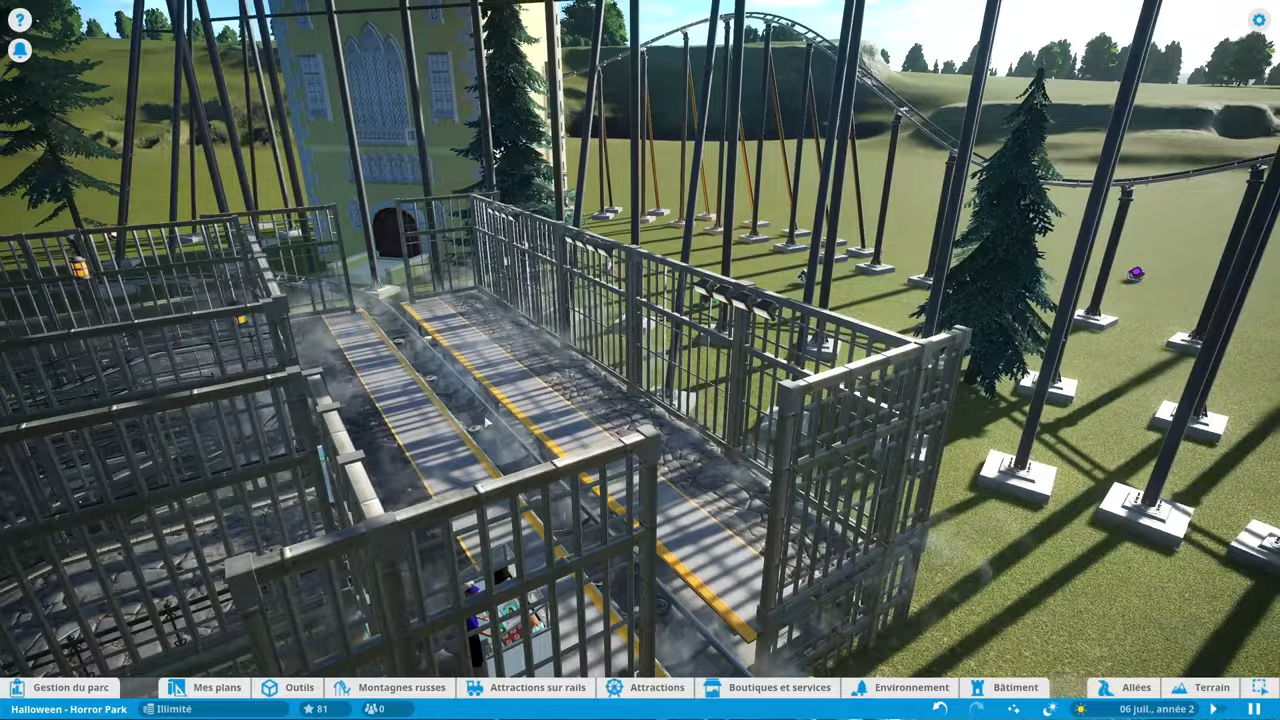 ?
Gestion du parc
Mes plans
Outils
Montagnes russes
Attractions sur rails
Attractions
Boutiques et services
Environnement
Bâtiment
Allées
Terrain
Halloween - Horror Park
Illimité
81
0
06 juil., année 2